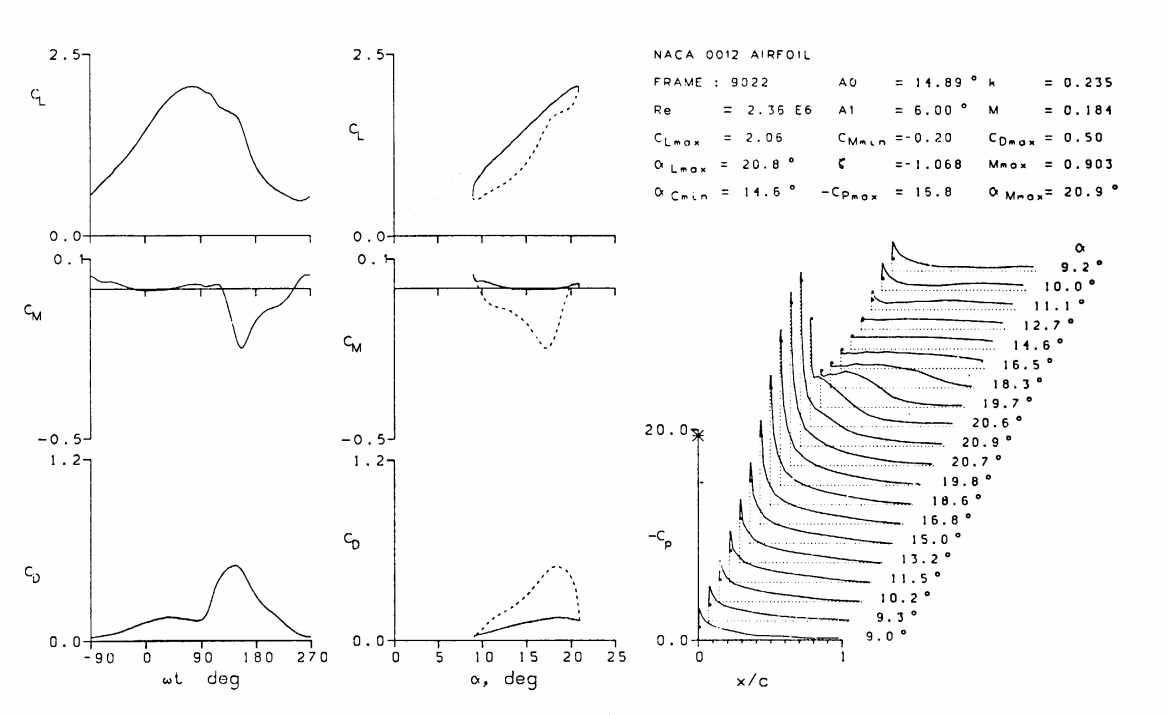 NACA 0012 AIRFOIL
FRAME : 9022 A0 = 14.89 ° k = 0.235
Re = 2.36 E6 A1 = 6.00 ° M = 0.184
CLmax = 2.06 CMmin =-0.20 CDmax = 0.50
α Lmax = 20.8 ° ζ =-1.068 Mmax = 0.903
α Cmin = 14.6 ° -CPmax = 15.8 α Mmax= 20.9 °
2.5
CL
0.0
0.1
CM
-0.5
1.2
CD
0.0
-90 0 90 180 270
ωt deg
2.5
CL
0.0
0.1
CM
-0.5
1.2
CD
0.0
0 5 10 15 20 25
α, deg
α
9.2 °
10.0 °
11.1 °
12.7 °
14.6 °
16.5 °
18.3 °
19.7 °
20.6 °
20.9 °
20.7 °
19.8 °
18.6 °
16.8 °
15.0 °
13.2 °
11.5 °
10.2 °
9.3 °
9.0 °
20.0
-Cp
0.0
0 1
x/c